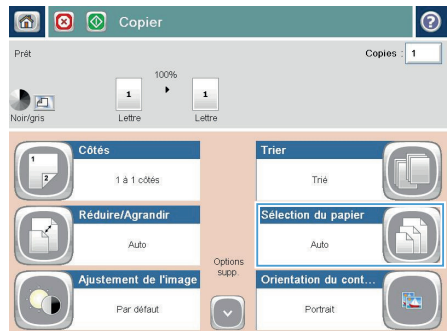 Copier
?
Prêt
Copies : 1
100%
1
1
Noir/gris
Lettre
Lettre
Côtés
1
2
1 à 1 côtés
Trier
Trié
Réduire/Agrandir
Auto
Sélection du papier
Auto
Options
supp.
Ajustement de l'image
Par défaut
Orientation du cont...
Portrait